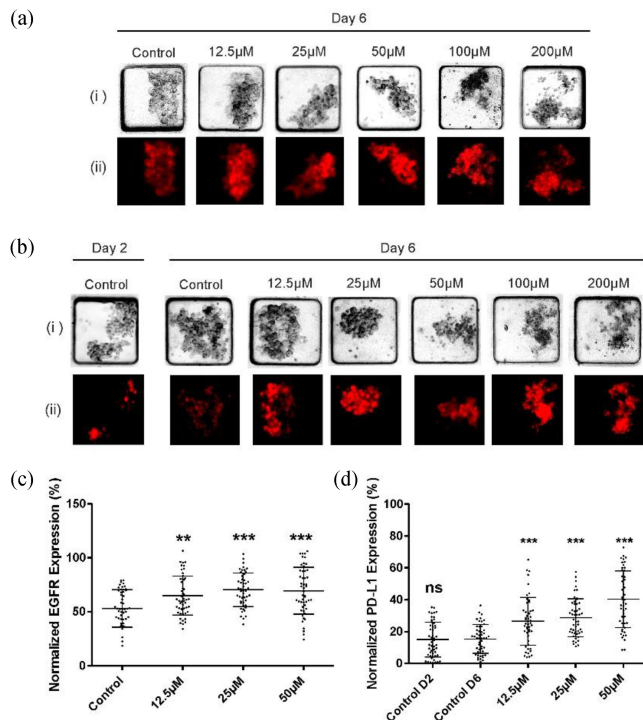 (a)
Day 6
Control 12.5µM 25µM 50µM 100µM 200µM
(i)
(ii)
(b)
Day 2 Day 6
Control Control 12.5µM 25µM 50µM 100µM 200µM
(i)
(ii)
(c)
Normalized EGFR Expression (%)
150
100
50
0
** *** ***
Control 12.5µM 25µM 50µM
(d)
Normalized PD-L1 Expression (%)
100
80
60
40
20
0
ns *** *** ***
Control D2 Control D6 12.5µM 25µM 50µM